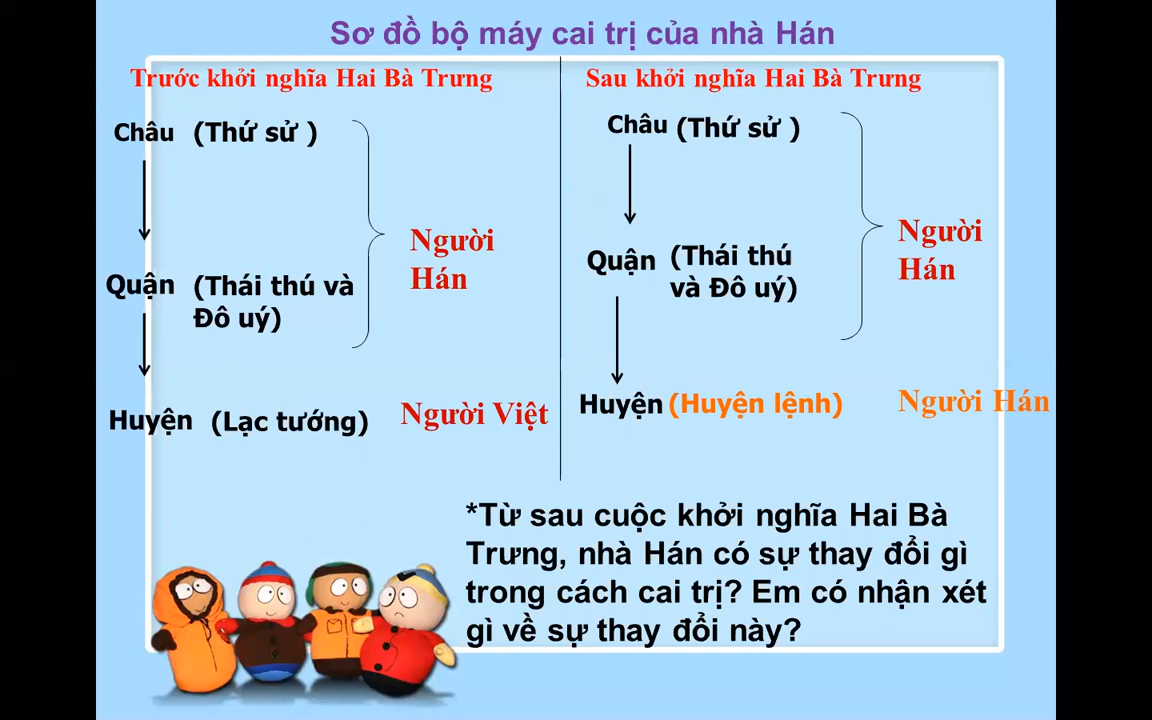 Sơ đồ bộ máy cai trị của nhà Hán
Trước khởi nghĩa Hai Bà Trưng
Châu (Thứ sử )
Người
Hán
Quận (Thái thú và
Đô uý)
Huyện (Lạc tướng) Người Việt
Sau khởi nghĩa Hai Bà Trưng
Châu (Thứ sử )
Người
Hán
Quận (Thái thú
và Đô uý)
Huyện (Huyện lệnh) Người Hán
*Từ sau cuộc khởi nghĩa Hai Bà
Trưng, nhà Hán có sự thay đổi gì
trong cách cai trị? Em có nhận xét
gì về sự thay đổi này?